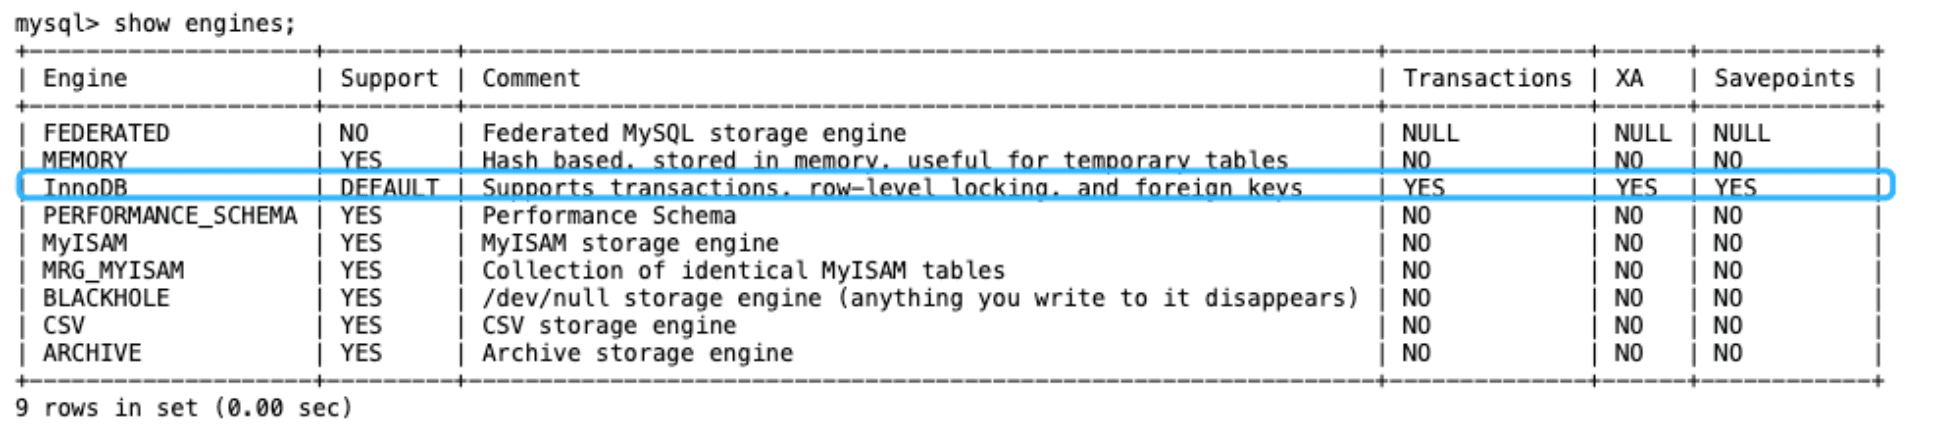 mysql> show engines;
+--------------------+---------+----------------------------------------------------------------+--------------+------+------------+
| Engine             | Support | Comment                                                        | Transactions | XA   | Savepoints |
+--------------------+---------+----------------------------------------------------------------+--------------+------+------------+
| FEDERATED          | NO      | Federated MySQL storage engine                                 | NULL         | NULL | NULL       |
| MEMORY             | YES     | Hash based, stored in memory, useful for temporary tables      | NO           | NO   | NO         |
| InnoDB             | DEFAULT | Supports transactions, row-level locking, and foreign keys     | YES          | YES  | YES        |
| PERFORMANCE_SCHEMA | YES     | Performance Schema                                             | NO           | NO   | NO         |
| MyISAM             | YES     | MyISAM storage engine                                          | NO           | NO   | NO         |
| MRG_MYISAM         | YES     | Collection of identical MyISAM tables                          | NO           | NO   | NO         |
| BLACKHOLE          | YES     | /dev/null storage engine (anything you write to it disappears) | NO           | NO   | NO         |
| CSV                | YES     | CSV storage engine                                             | NO           | NO   | NO         |
| ARCHIVE            | YES     | Archive storage engine                                         | NO           | NO   | NO         |
+--------------------+---------+----------------------------------------------------------------+--------------+------+------------+
9 rows in set (0.00 sec)